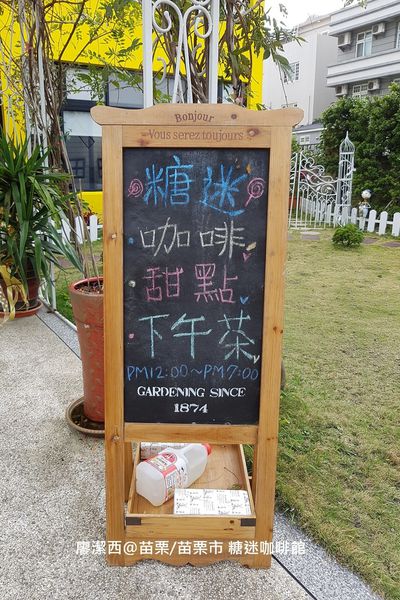 Bonjour
Vous serez toujours
糖迷
咖啡
甜點
下午茶
PM12:00~PM7:00
GARDENING SINCE
1874
廖潔西@苗栗/苗栗市 糖迷咖啡館